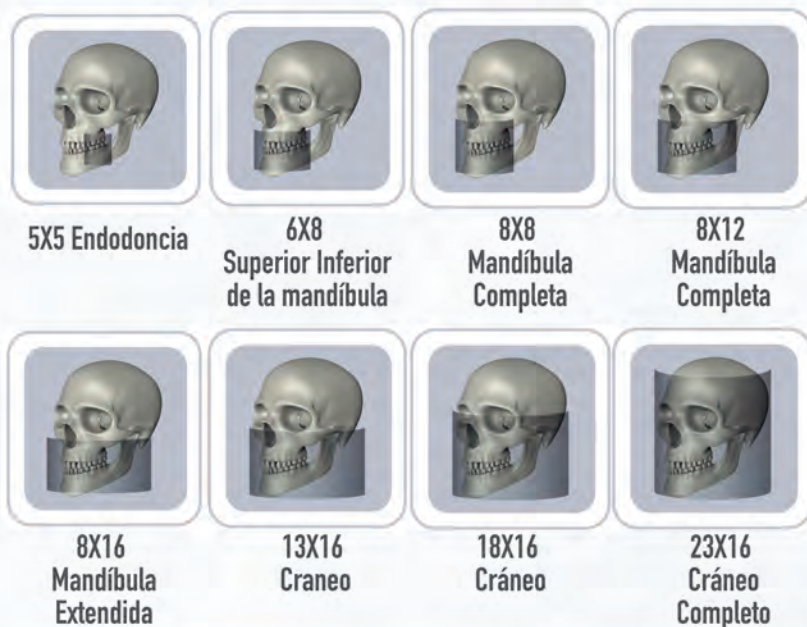 5X5 Endodoncia
6X8
Superior Inferior
de la mandíbula
8X8
Mandíbula
Completa
8X12
Mandíbula
Completa
8X16
Mandíbula
Extendida
13X16
Craneo
18X16
Cráneo
23X16
Cráneo
Completo